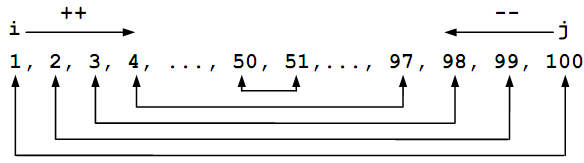 ++ --
i j
1, 2, 3, 4, ..., 50, 51,..., 97, 98, 99, 100